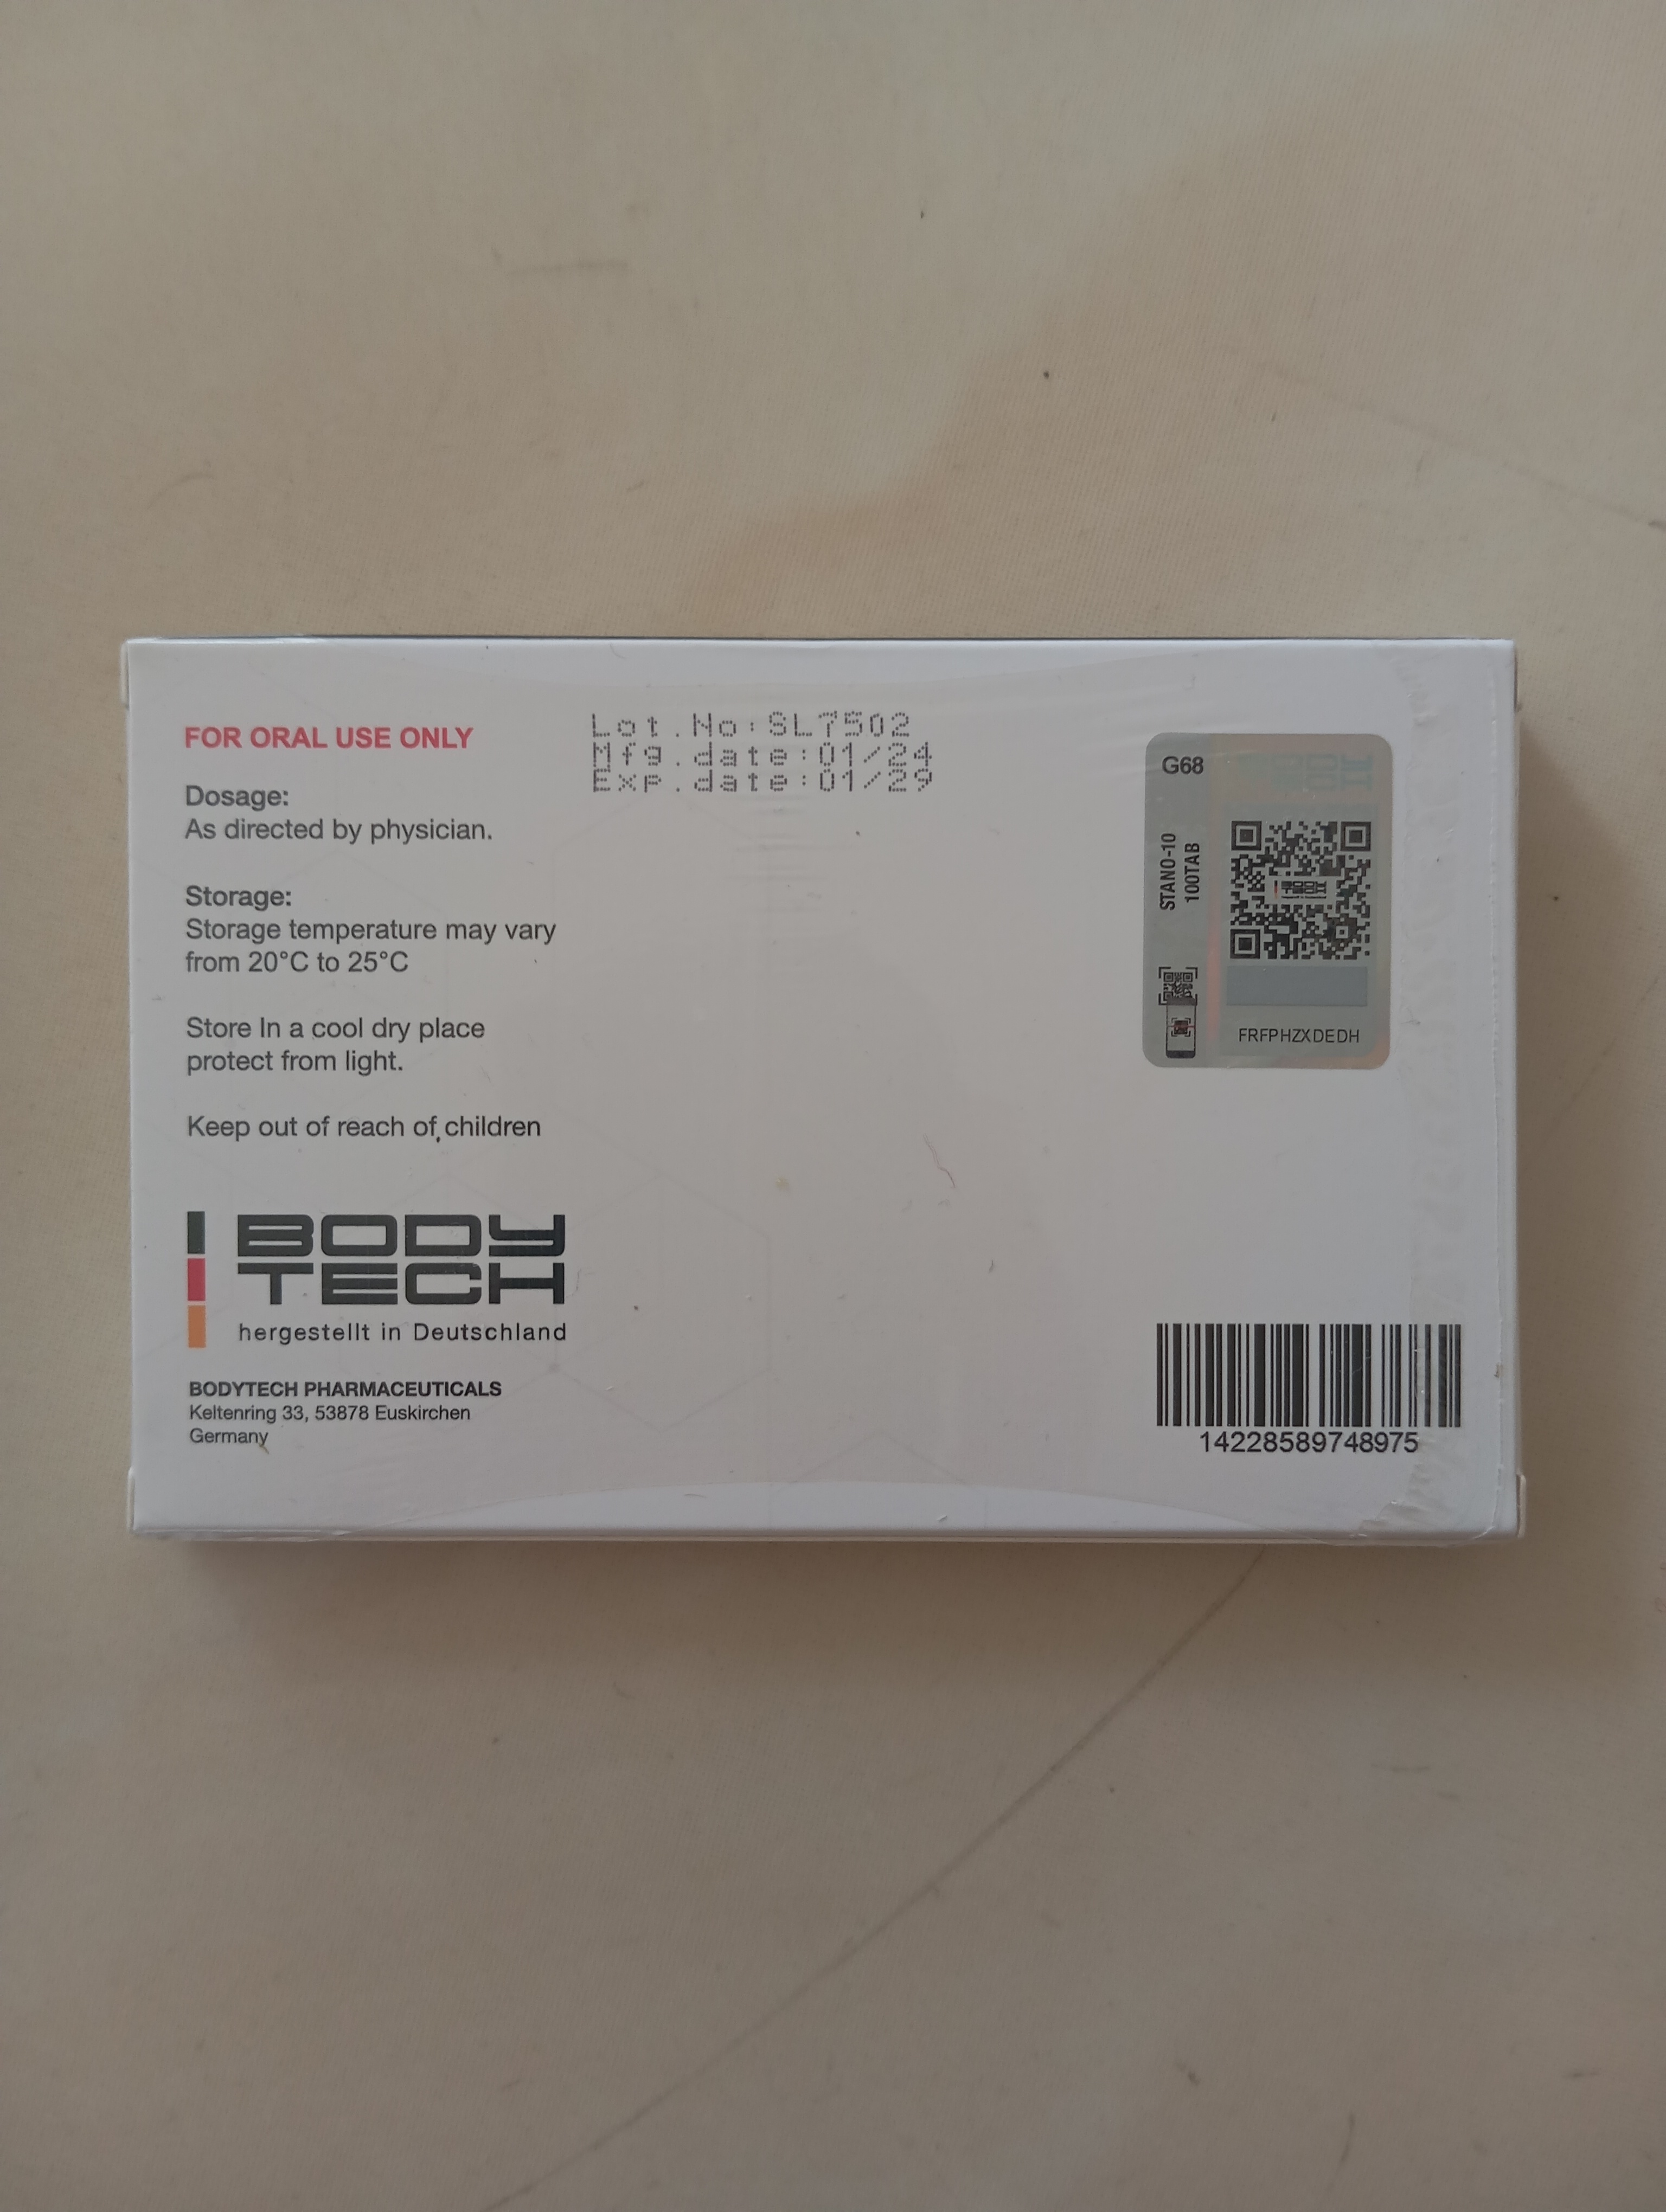 FOR ORAL USE ONLY
Dosage:
As directed by physician.
Storage:
Storage temperature may vary
from 20°C to 25°C
Store In a cool dry place
protect from light.
Keep out of reach of children
BODY
TECH
hergestellt in Deutschland
BODYTECH PHARMACEUTICALS
Keltenring 33, 53878 Euskirchen
Germany
Lot.No:SL7502
Mfg.date:01/24
Exp.date:01/29
G68
STANO-10
100TAB
BODY
TECH
FRFPHZXDEDH
14228589748975